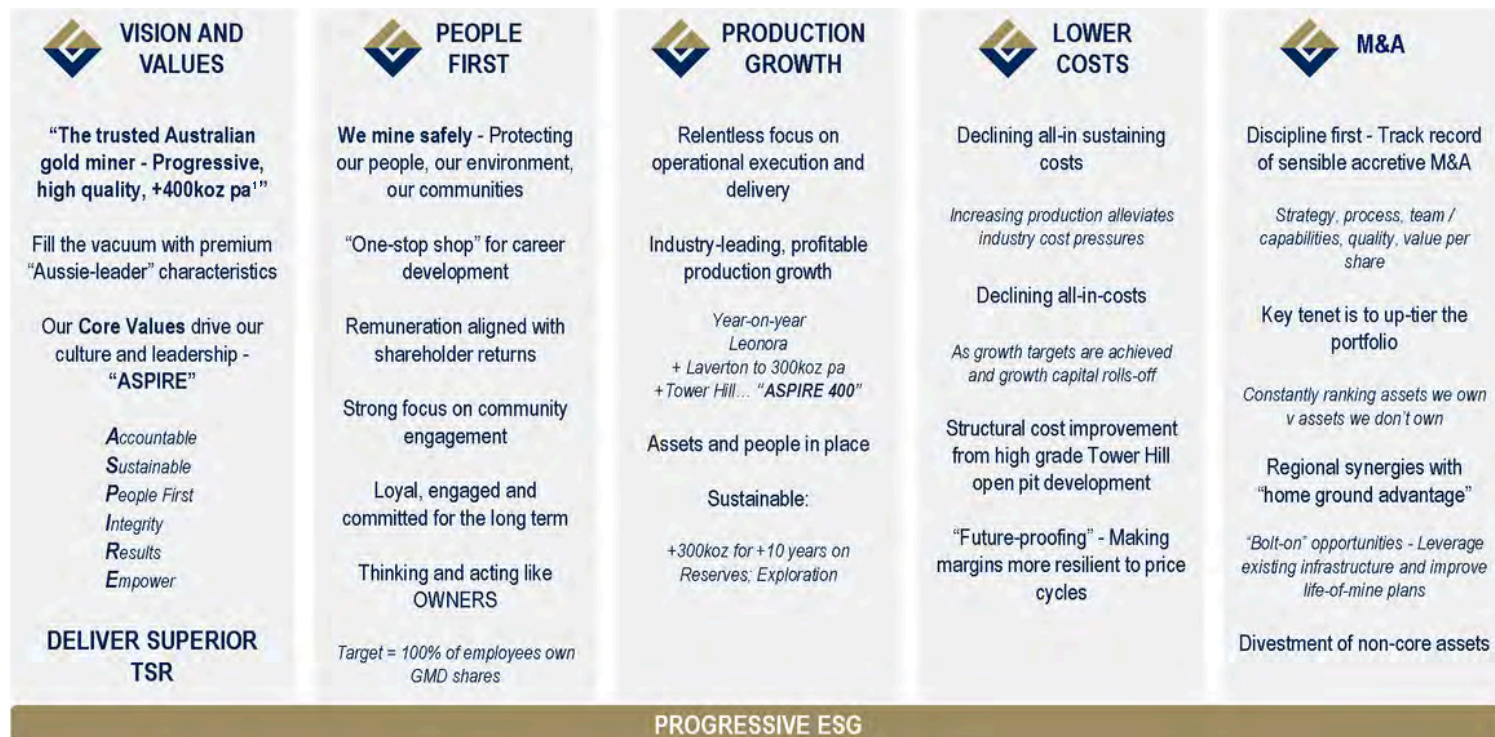 VISION AND
VALUES
“The trusted Australian
gold miner - Progressive,
high quality, +400koz pa¹”
Fill the vacuum with premium
“Aussie-leader” characteristics
Our Core Values drive our
culture and leadership -
“ASPIRE”
Accountable
Sustainable
People First
Integrity
Results
Empower
DELIVER SUPERIOR
TSR
PEOPLE
FIRST
We mine safely - Protecting
our people, our environment,
our communities
“One-stop shop” for career
development
Remuneration aligned with
shareholder returns
Strong focus on community
engagement
Loyal, engaged and
committed for the long term
Thinking and acting like
OWNERS
Target = 100% of employees own
GMD shares
PRODUCTION
GROWTH
Relentless focus on
operational execution and
delivery
Industry-leading, profitable
production growth
Year-on-year
Leonora
+ Laverton to 300koz pa
+Tower Hill… “ASPIRE 400”
Assets and people in place
Sustainable:
+300koz for +10 years on
Reserves; Exploration
LOWER
COSTS
Declining all-in sustaining
costs
Increasing production alleviates
industry cost pressures
Declining all-in-costs
As growth targets are achieved
and growth capital rolls-off
Structural cost improvement
from high grade Tower Hill
open pit development
“Future-proofing” - Making
margins more resilient to price
cycles
M&A
Discipline first - Track record
of sensible accretive M&A
Strategy, process, team /
capabilities, quality, value per
share
Key tenet is to up-tier the
portfolio
Constantly ranking assets we own
v assets we don’t own
Regional synergies with
“home ground advantage”
“Bolt-on” opportunities - Leverage
existing infrastructure and improve
life-of-mine plans
Divestment of non-core assets
PROGRESSIVE ESG